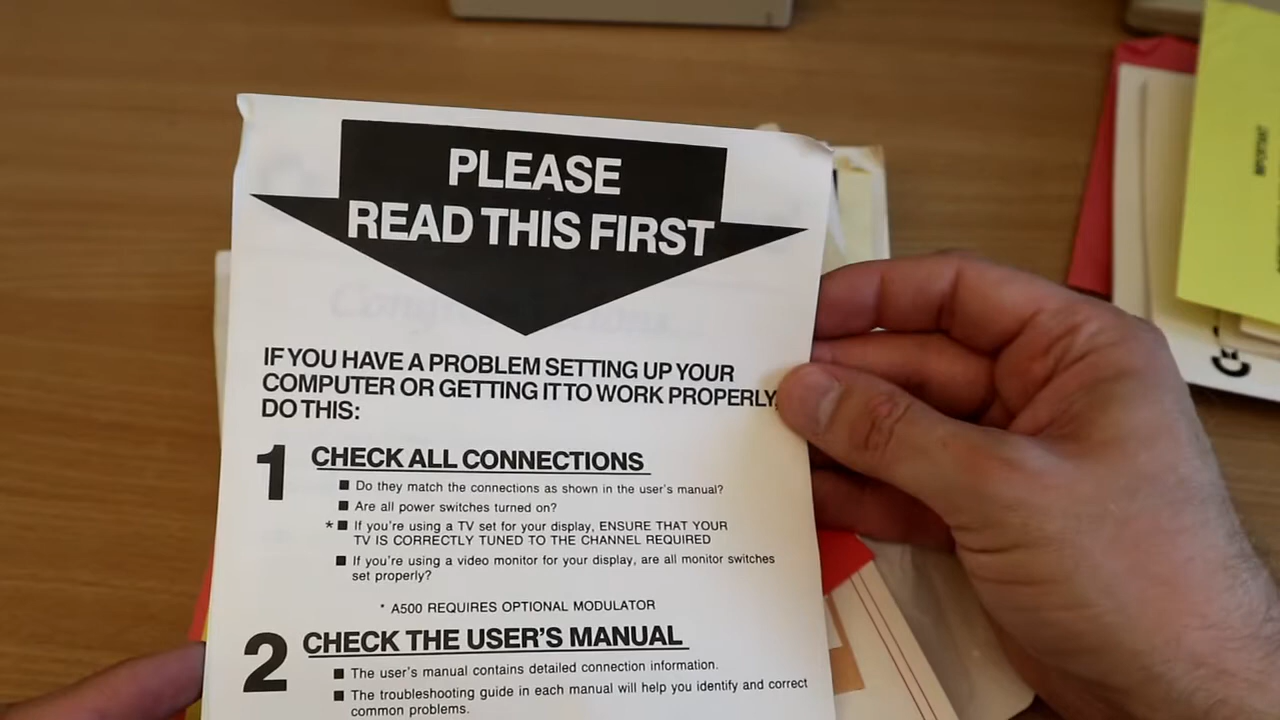 PLEASE
READ THIS FIRST
IF YOU HAVE A PROBLEM SETTING UP YOUR
COMPUTER OR GETTING IT TO WORK PROPERLY,
DO THIS:
1 CHECK ALL CONNECTIONS
■ Do they match the connections as shown in the user's manual?
■ Are all power switches turned on?
* ■ If you're using a TV set for your display, ENSURE THAT YOUR
TV IS CORRECTLY TUNED TO THE CHANNEL REQUIRED
■ If you're using a video monitor for your display, are all monitor switches
set properly?
* A500 REQUIRES OPTIONAL MODULATOR
2 CHECK THE USER'S MANUAL
■ The user's manual contains detailed connection information.
■ The troubleshooting guide in each manual will help you identify and correct
common problems.
IMPORTANT